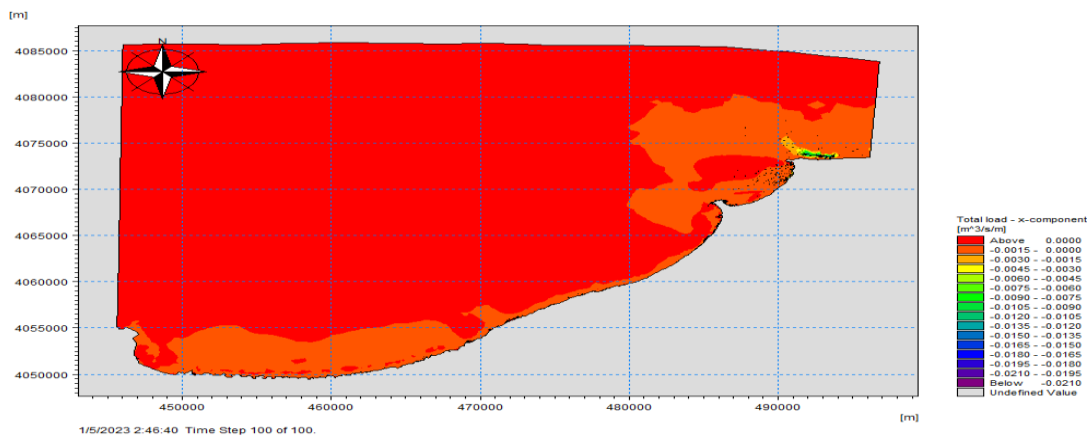 [m]
N
4085000
4080000
4075000
4070000
4065000
4060000
4055000
4050000
450000 460000 470000 480000 490000
[m]
1/5/2023 2:46:40 Time Step 100 of 100.
Total load - x-component
[m^3/s/m]
Above 0.0000
-0.0015 - 0.0000
-0.0030 - -0.0015
-0.0045 - -0.0030
-0.0060 - -0.0045
-0.0075 - -0.0060
-0.0090 - -0.0075
-0.0105 - -0.0090
-0.0120 - -0.0105
-0.0135 - -0.0120
-0.0150 - -0.0135
-0.0165 - -0.0150
-0.0180 - -0.0165
-0.0195 - -0.0180
-0.0210 - -0.0195
Below -0.0210
Undefined Value